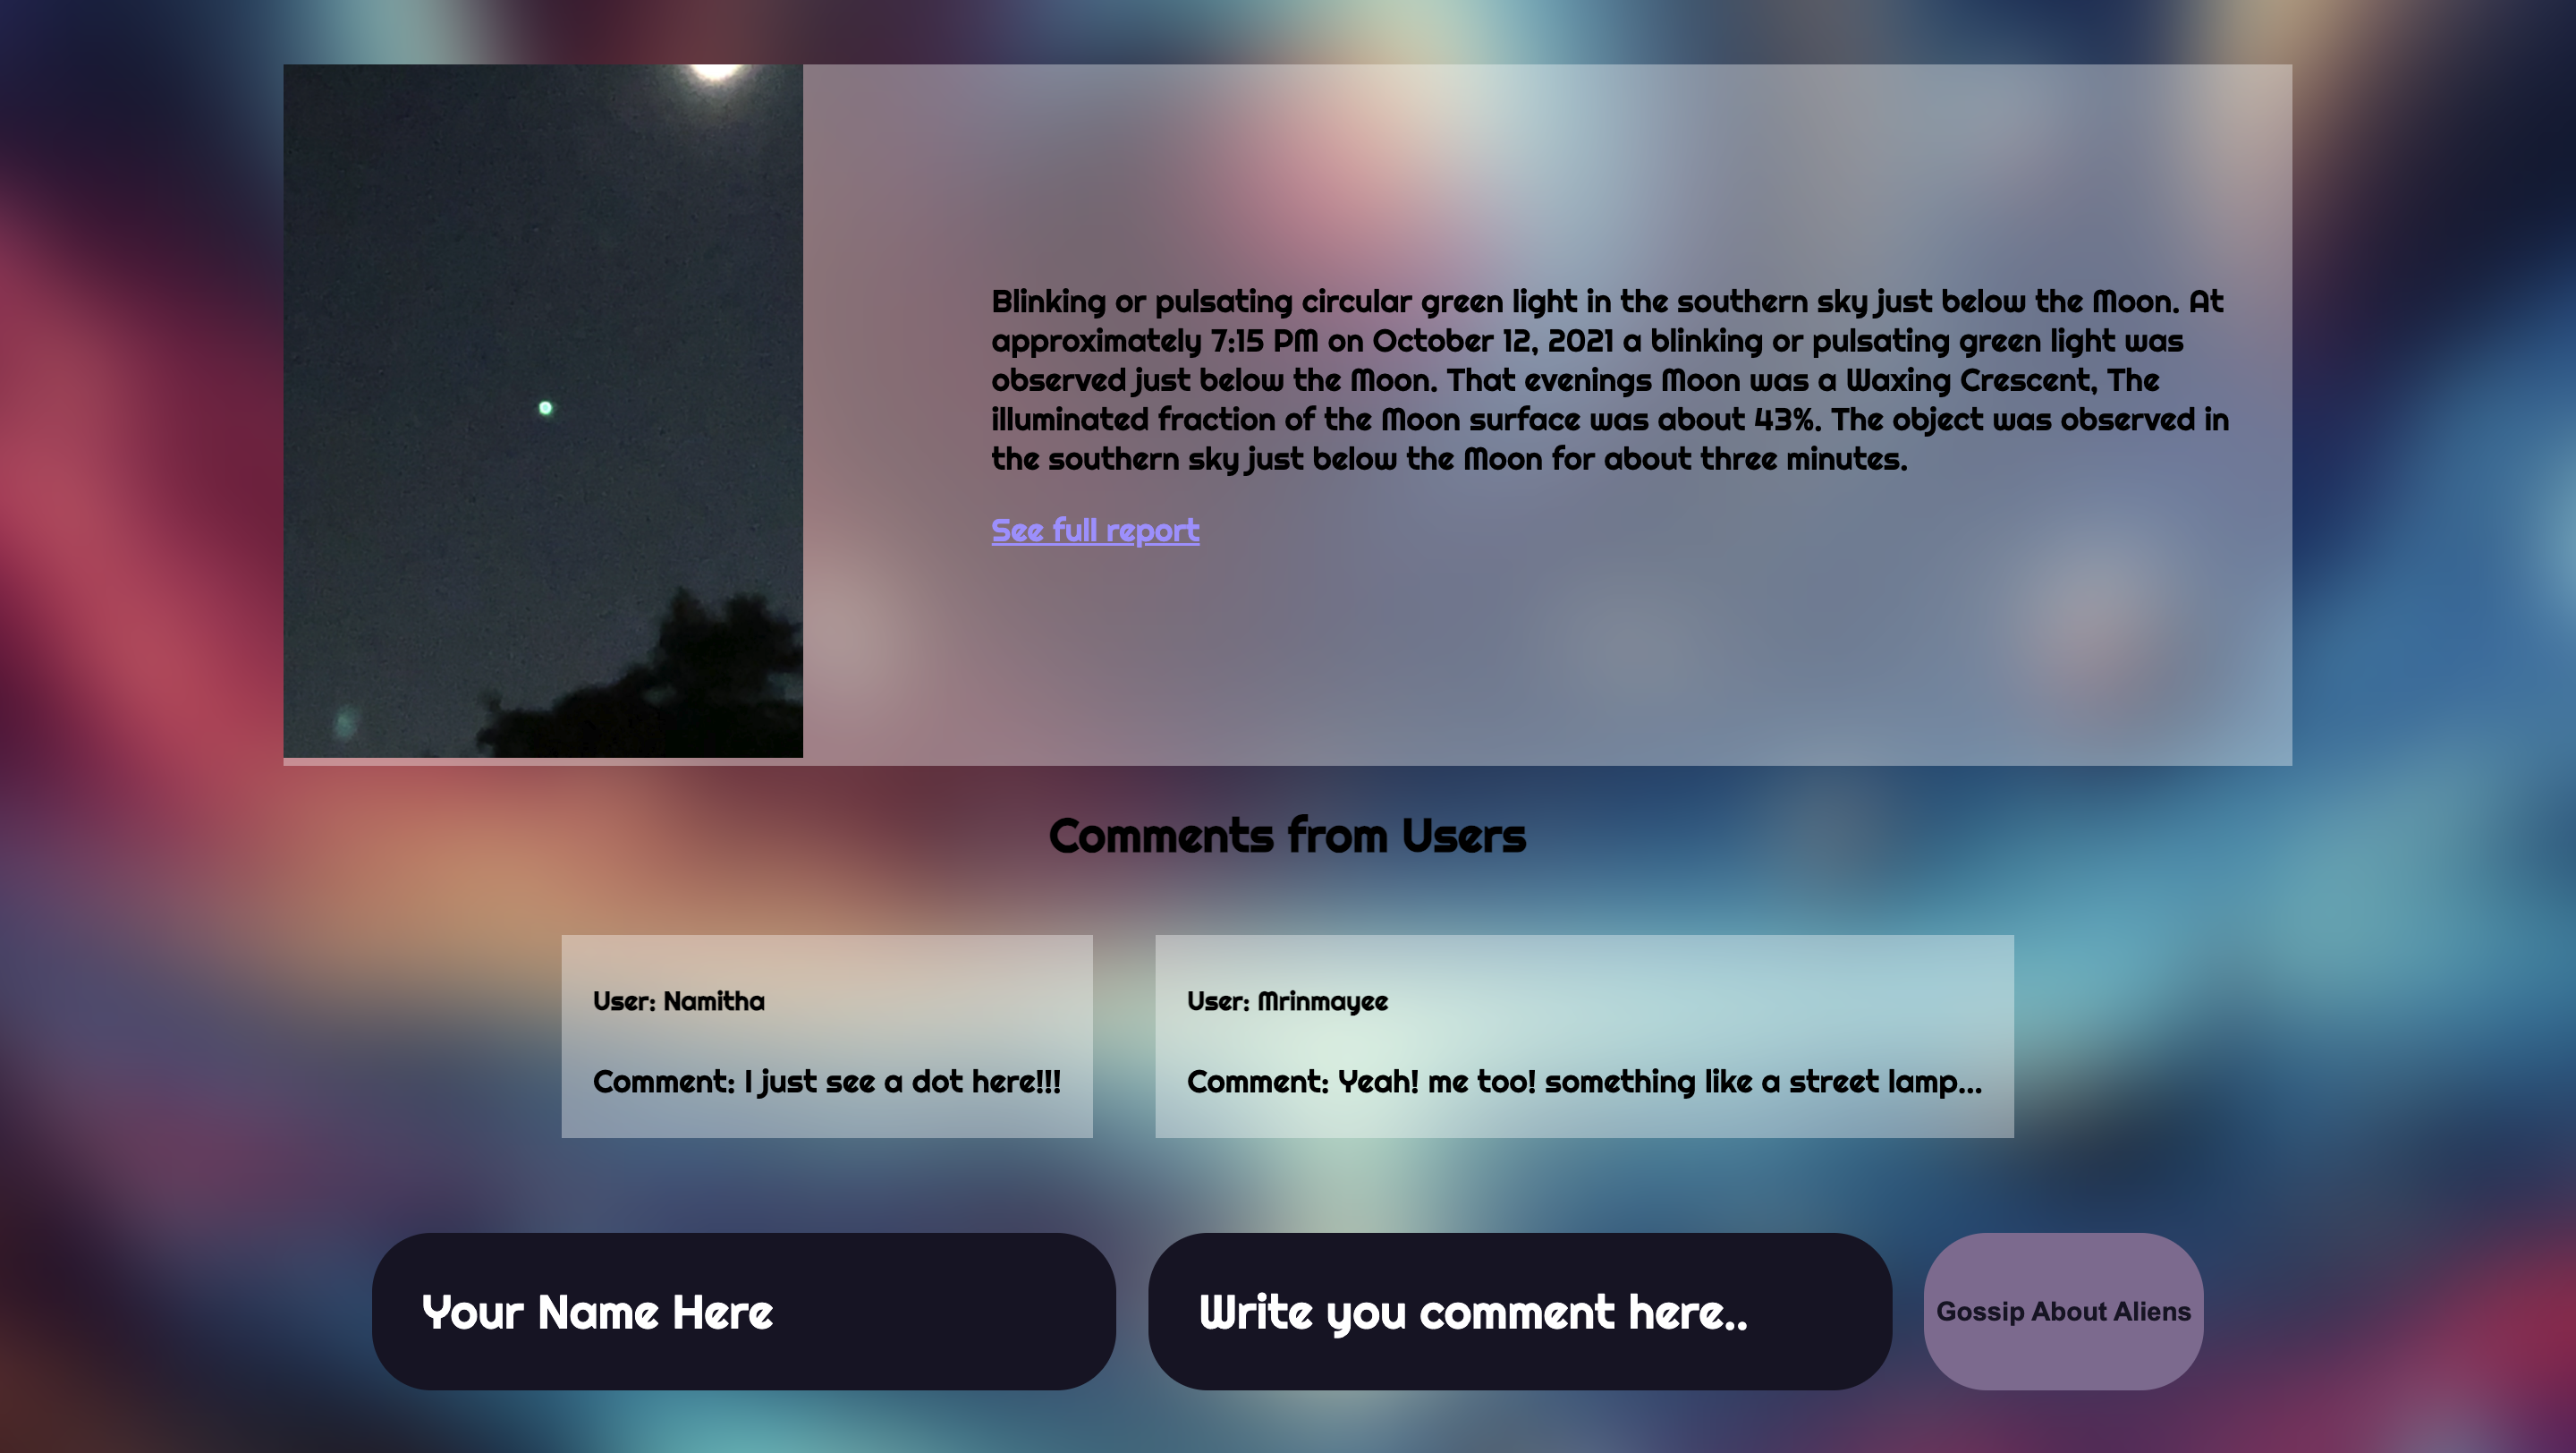 Blinking or pulsating circular green light in the southern sky just below the Moon. At
approximately 7:15 PM on October 12, 2021 a blinking or pulsating green light was
observed just below the Moon. That evenings Moon was a Waxing Crescent, The
illuminated fraction of the Moon surface was about 43%. The object was observed in
the southern sky just below the Moon for about three minutes.
See full report
Comments from Users
User: Namitha
Comment: I just see a dot here!!!
User: Mrinmayee
Comment: Yeah! me too! something like a street lamp...
Your Name Here
Write you comment here..
Gossip About Aliens